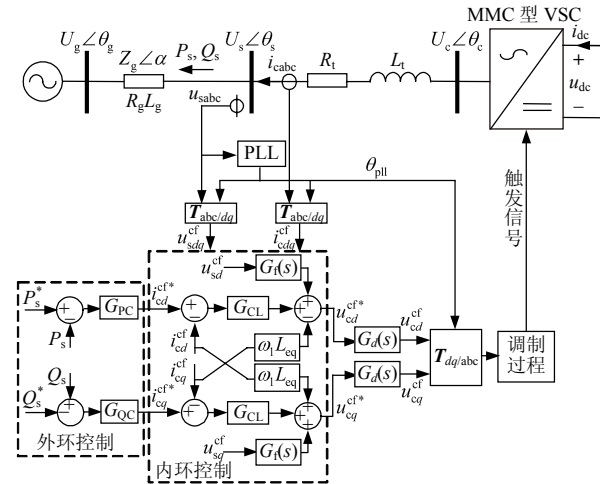 MMC 型 VSC
U_g∠θ_g
Z_g∠α
P_s, Q_s
U_s∠θ_s
i_cabc
R_t
L_t
U_c∠θ_c
i_dc
+
u_dc
−
R_gL_g
u_sabc
PLL
θ_pll
触发信号
T_abc/dq
T_abc/dq
u_sdq^cf
i_cdq^cf
u_sd^cf
G_f(s)
P_s^*
+
−
P_s
G_PC
i_cd^cf*
+
−
G_CL
+
−
−
u_cd^cf*
G_d(s)
u_cd^cf
i_cd^cf
ω_1L_eq
i_cq^cf
ω_1L_eq
T_dq/abc
调制过程
Q_s
Q_s^*
+
−
G_QC
i_cq^cf*
+
−
G_CL
+
+
+
u_cq^cf*
G_d(s)
u_cq^cf
u_sq^cf
G_f(s)
外环控制
内环控制